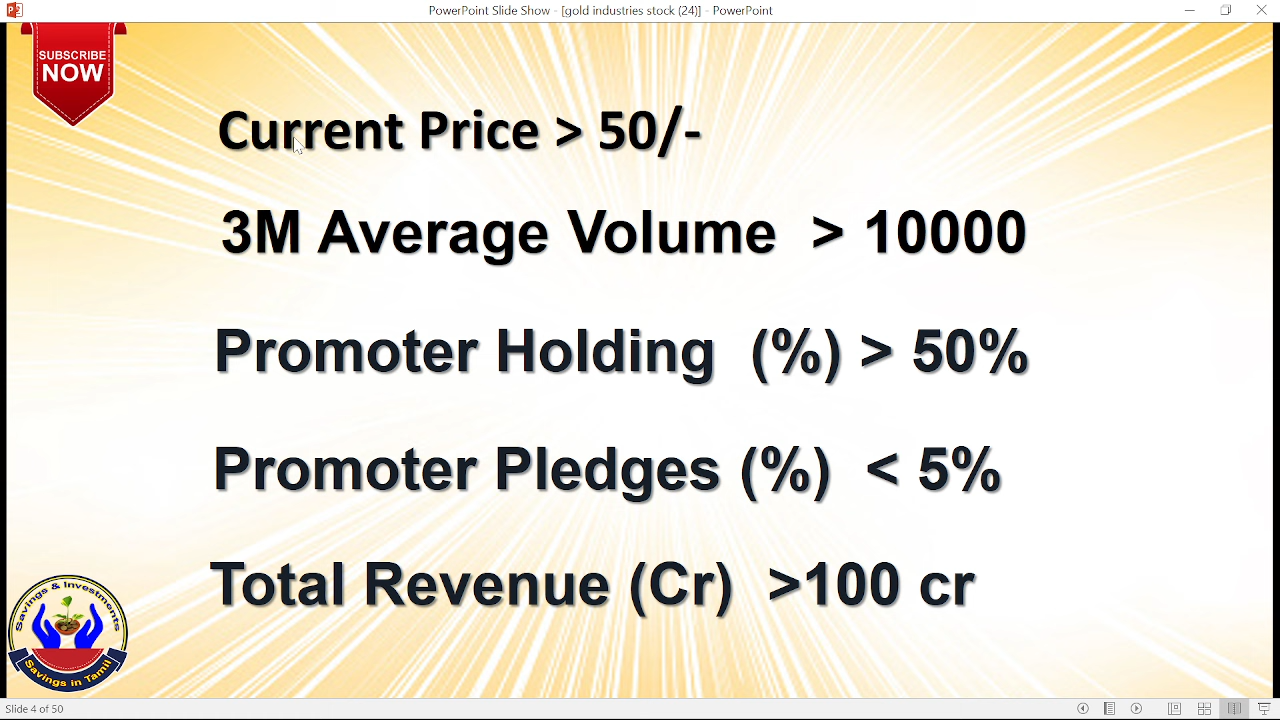 PowerPoint Slide Show - [gold industries stock (24)] - PowerPoint
SUBSCRIBE
NOW
Current Price > 50/-
3M Average Volume > 10000
Promoter Holding (%) > 50%
Promoter Pledges (%) < 5%
Total Revenue (Cr) >100 cr
Savings & Investments
Savings in Tamil
Slide 4 of 50